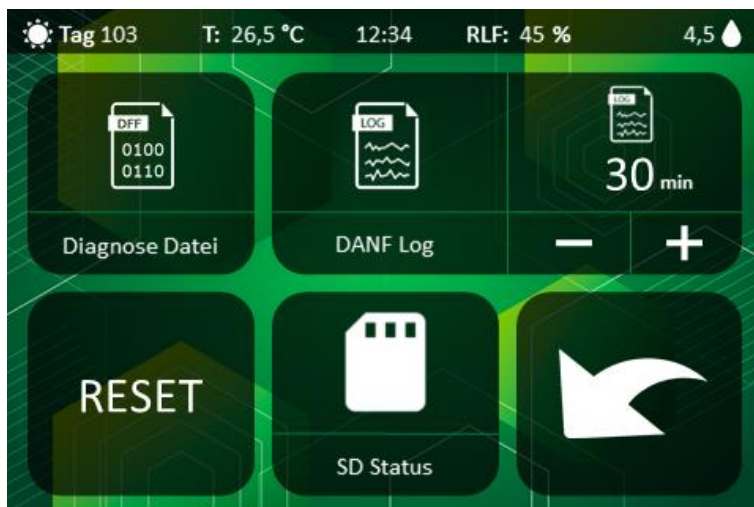 Tag 103 T: 26,5 °C 12:34 RLF: 45 % 4,5
DFF
0100
0110
Diagnose Datei
LOG
DANF Log
LOG
30 min
− +
RESET
SD Status